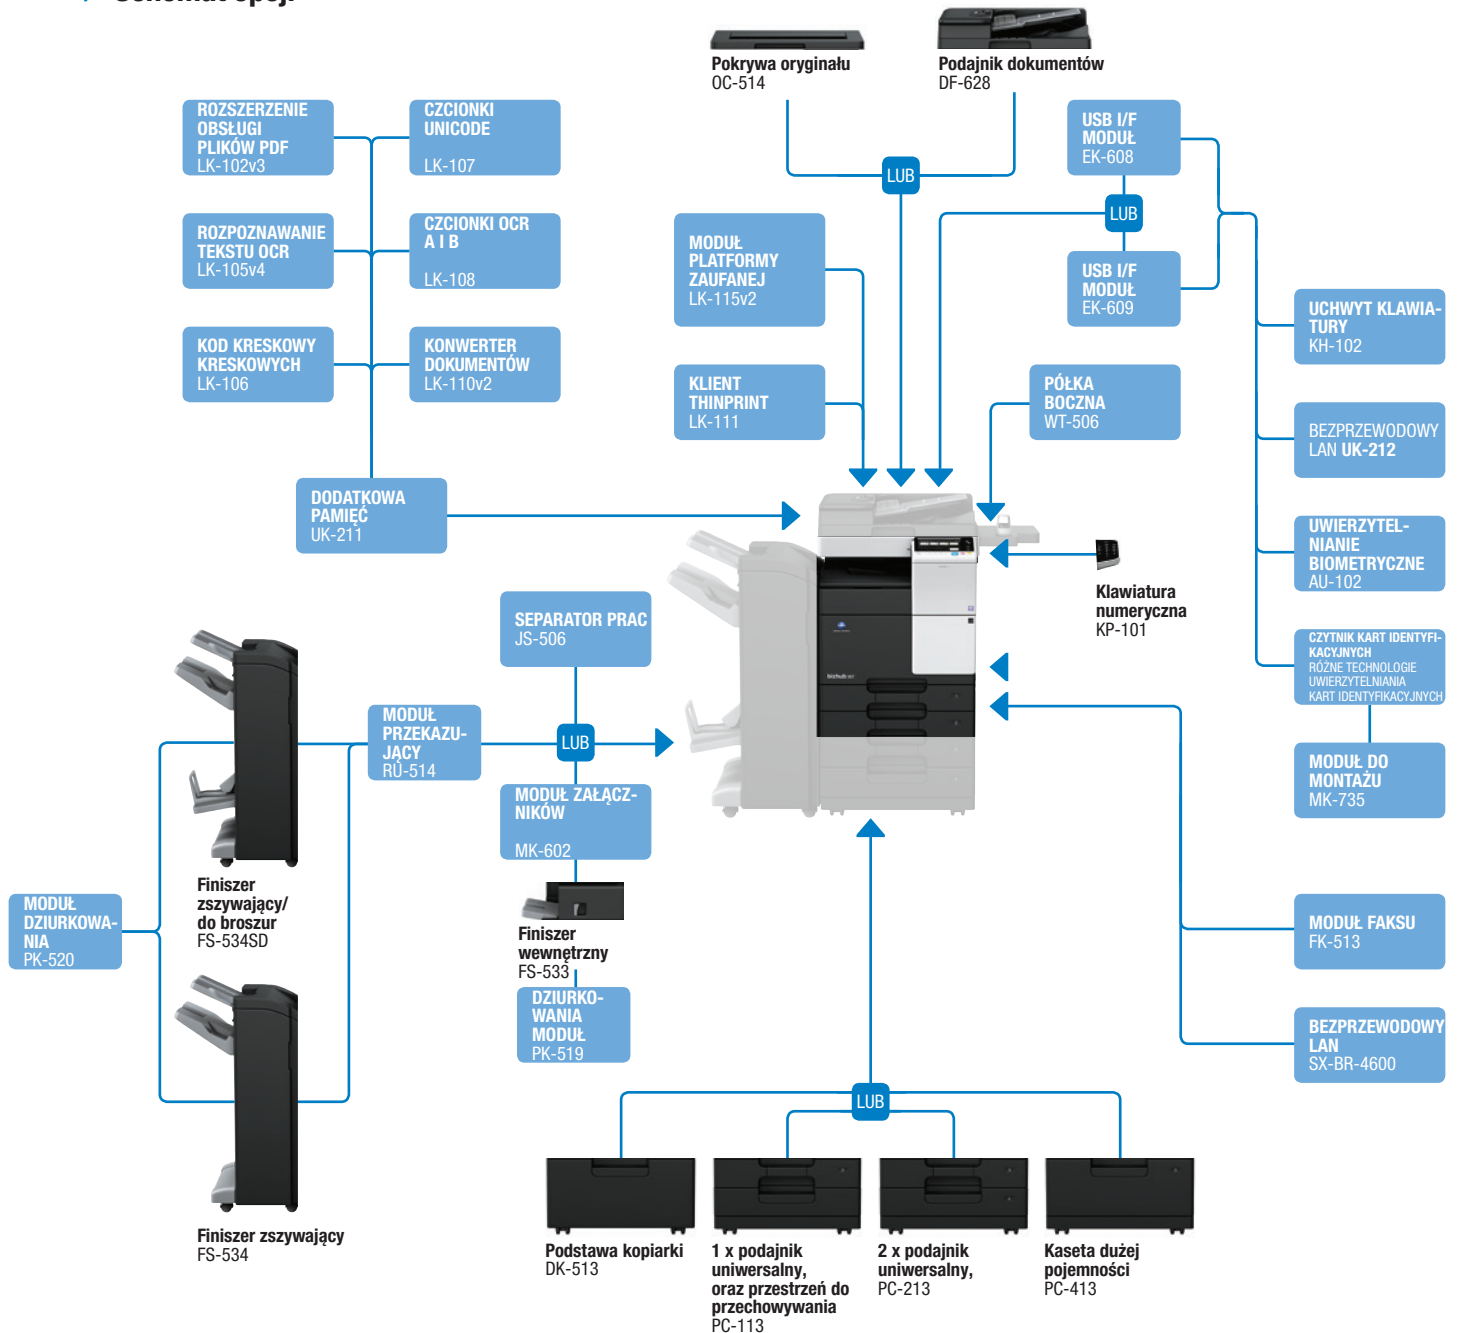 Schemat opcji
Pokrywa oryginału
OC-514
Podajnik dokumentów
DF-628
ROZSZERZENIE
OBSŁUGI
PLIKÓW PDF
LK-102v3
CZCIONKI
UNICODE
LK-107
USB I/F
MODUŁ
EK-608
LUB
LUB
ROZPOZNAWANIE
TEKSTU OCR
LK-105v4
CZCIONKI OCR
A I B
LK-108
MODUŁ
PLATFORMY
ZAUFANEJ
LK-115v2
USB I/F
MODUŁ
EK-609
UCHWYT KLAWIA-
TURY
KH-102
KOD KRESKOWY
KRESKOWYCH
LK-106
KONWERTER
DOKUMENTÓW
LK-110v2
KLIENT
THINPRINT
LK-111
PÓŁKA
BOCZNA
WT-506
BEZPRZEWODOWY
LAN UK-212
DODATKOWA
PAMIĘĆ
UK-211
UWIERZYTEL-
NIANIE
BIOMETRYCZNE
AU-102
Klawiatura
numeryczna
KP-101
SEPARATOR PRAC
JS-506
CZYTNIK KART IDENTYFI-
KACYJNYCH
RÓŻNE TECHNOLOGIE
UWIERZYTELNIANIA
KART IDENTYFIKACYJNYCH
bizhub
MODUŁ
PRZEKAZU-
JĄCY
RU-514
LUB
MODUŁ DO
MONTAŻU
MK-735
MODUŁ ZAŁĄCZ-
NIKÓW
MK-602
Finiszer
zszywający/
do broszur
FS-534SD
MODUŁ
DZIURKOWA-
NIA
PK-520
Finiszer
wewnętrzny
FS-533
MODUŁ FAKSU
FK-513
DZIURKO-
WANIA
MODUŁ
PK-519
BEZPRZEWODOWY
LAN
SX-BR-4600
LUB
Finiszer zszywający
FS-534
Podstawa kopiarki
DK-513
1 x podajnik
uniwersalny,
oraz przestrzeń do
przechowywania
PC-113
2 x podajnik
uniwersalny,
PC-213
Kaseta dużej
pojemności
PC-413